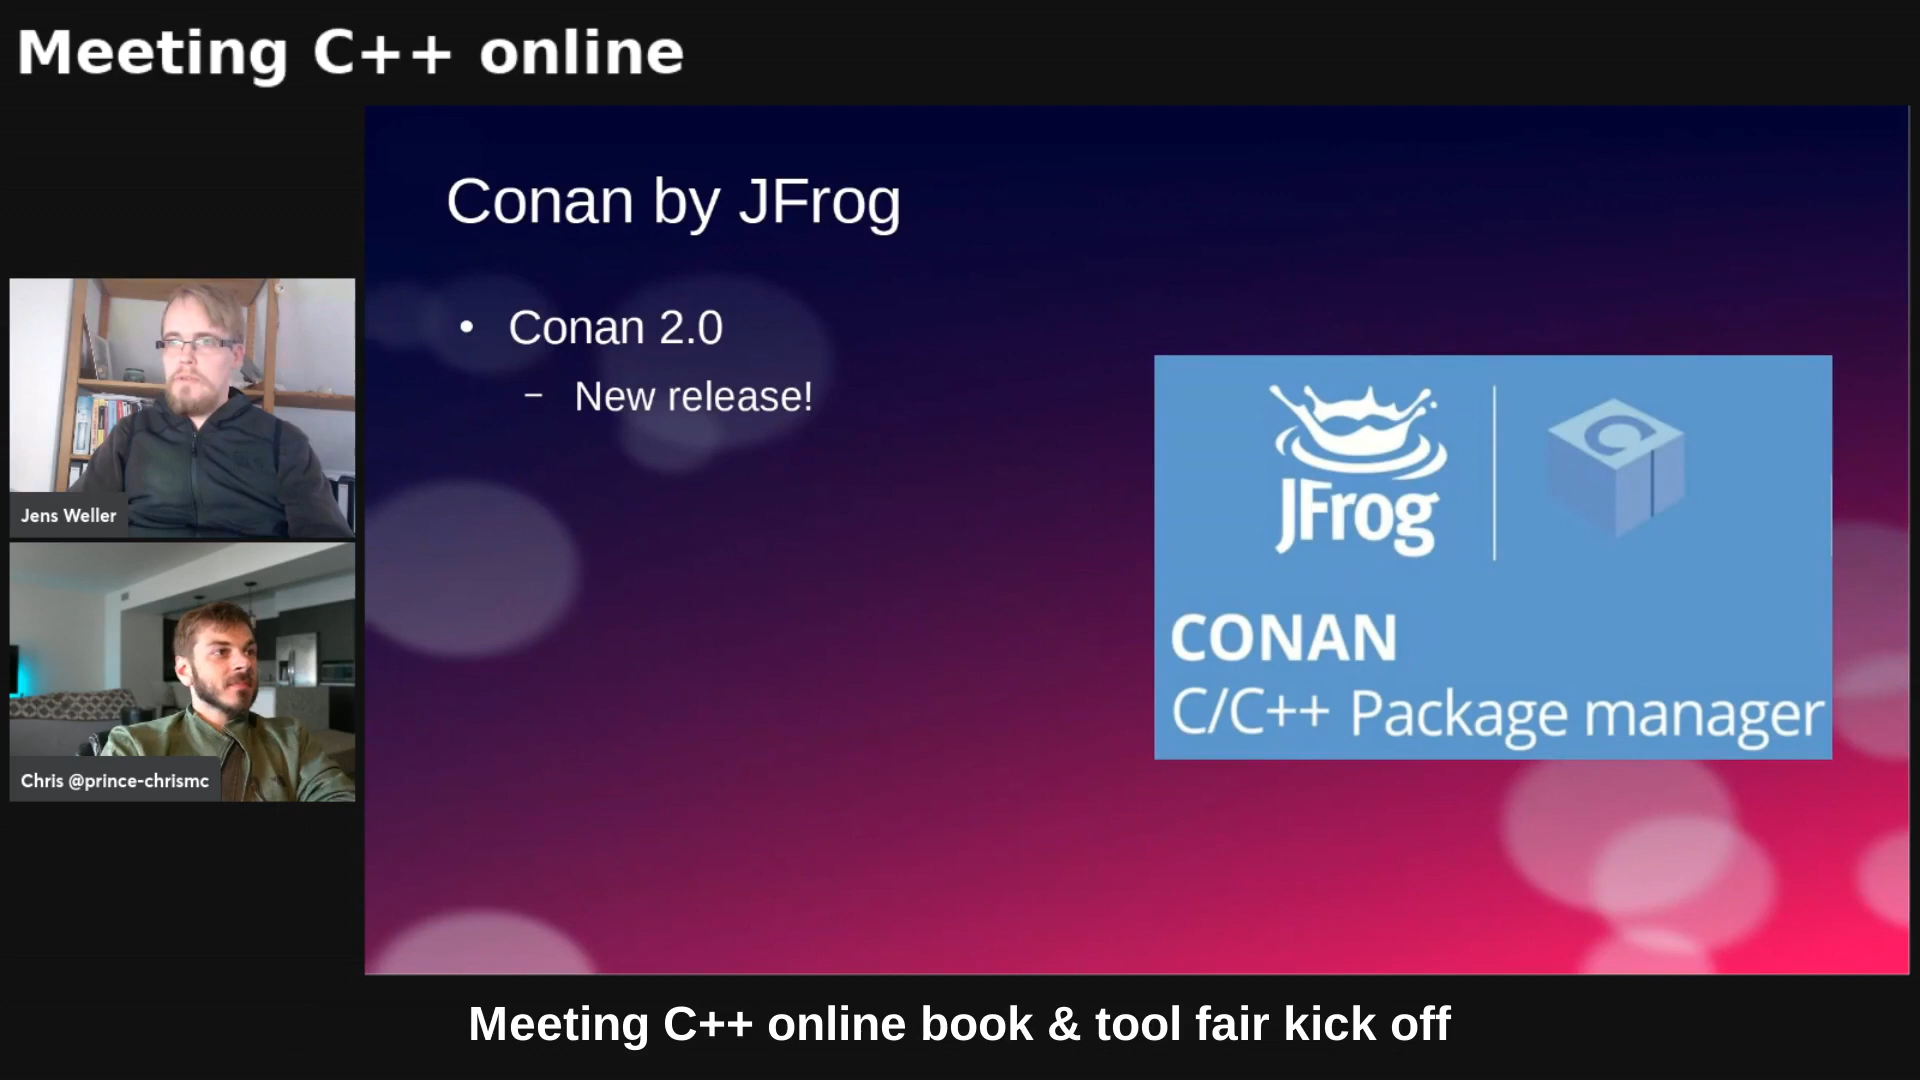 Meeting C++ online
Conan by JFrog
• Conan 2.0
– New release!
JFrog
CONAN
C/C++ Package manager
Jens Weller
Chris @prince-chrismc
Meeting C++ online book & tool fair kick off